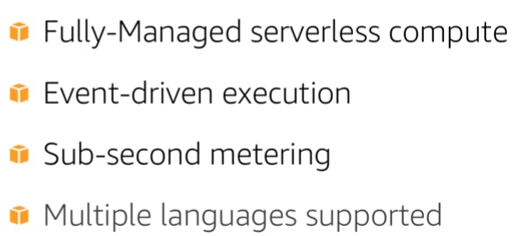 Fully-Managed serverless compute
Event-driven execution
Sub-second metering
Multiple languages supported